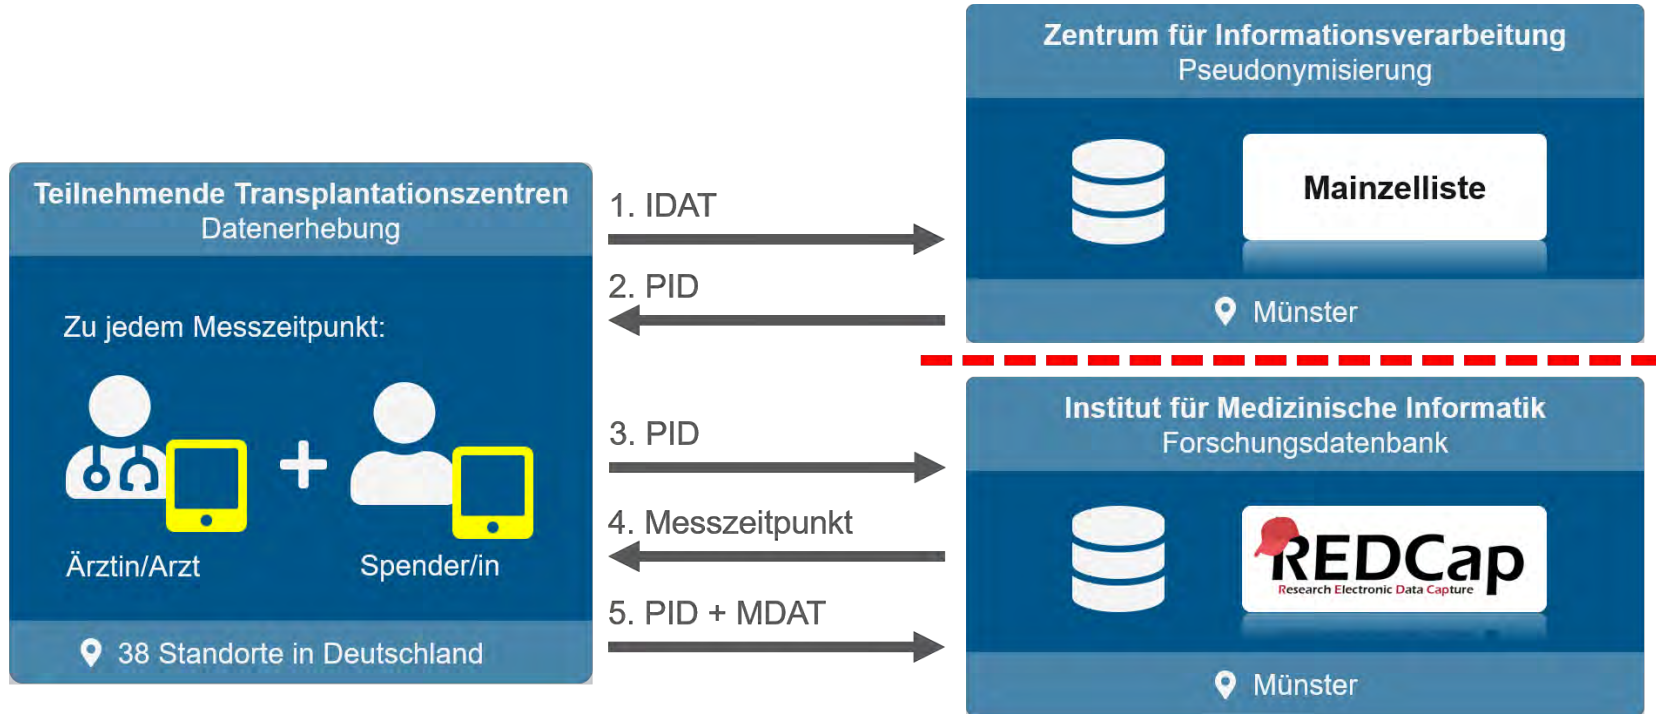 Zentrum für Informationsverarbeitung
Pseudonymisierung
Mainzelliste
Münster
Teilnehmende Transplantationszentren
Datenerhebung
Zu jedem Messzeitpunkt:
Ärztin/Arzt
Spender/in
38 Standorte in Deutschland
1. IDAT
2. PID
3. PID
4. Messzeitpunkt
5. PID + MDAT
Institut für Medizinische Informatik
Forschungsdatenbank
REDCap
Research Electronic Data Capture
Münster